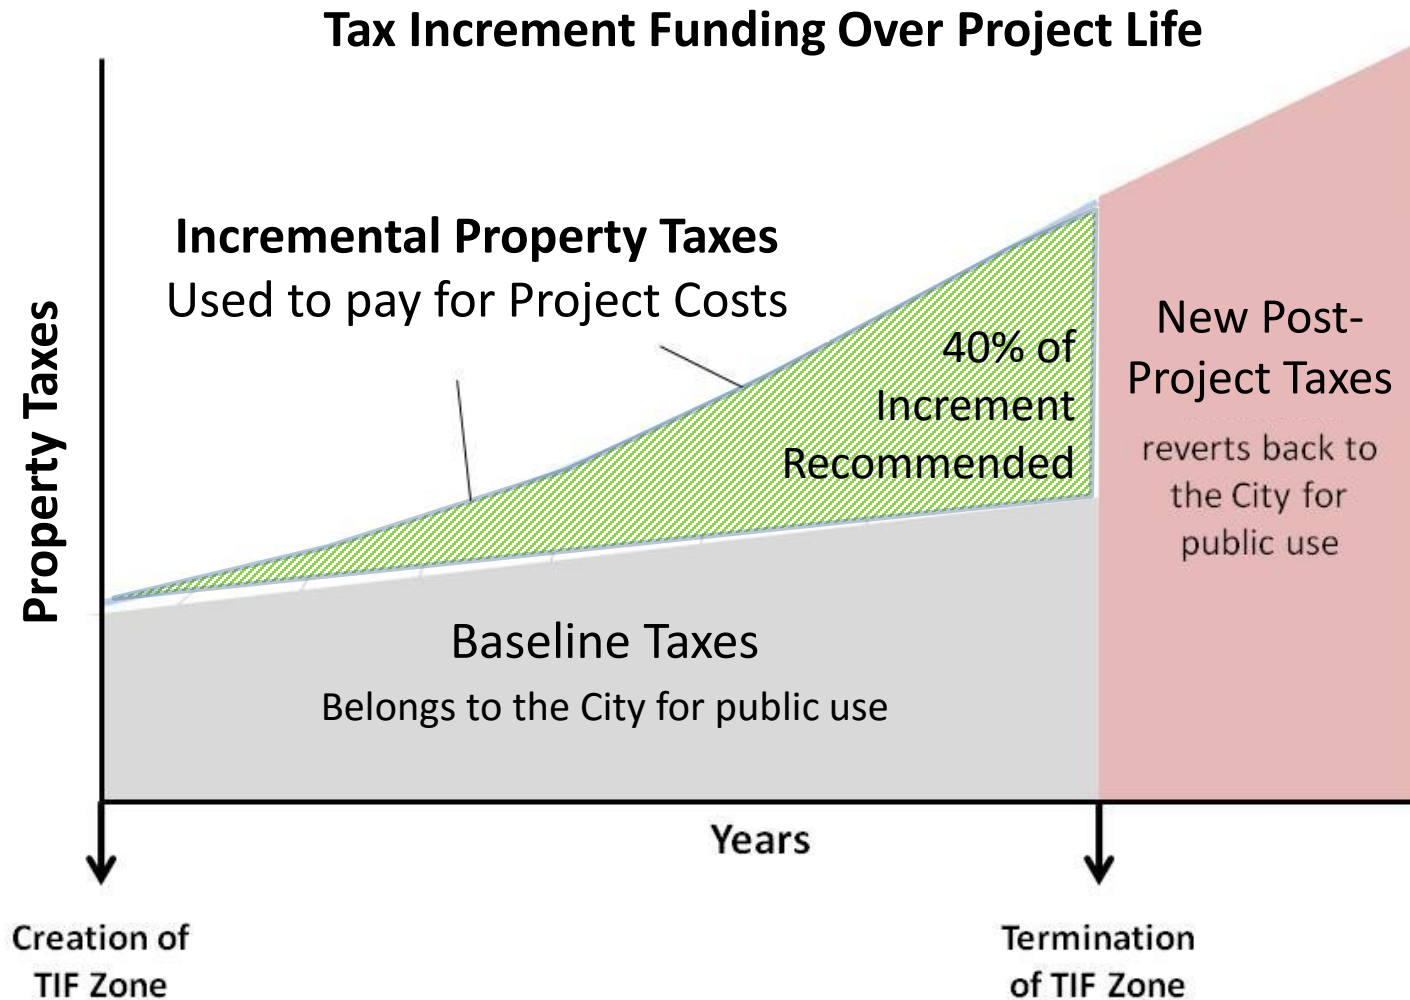 Tax Increment Funding Over Project Life
Incremental Property Taxes
Used to pay for Project Costs
40% of
Increment
Recommended
New Post-
Project Taxes
reverts back to
the City for
public use
Property Taxes
Baseline Taxes
Belongs to the City for public use
Years
Creation of
TIF Zone
Termination
of TIF Zone